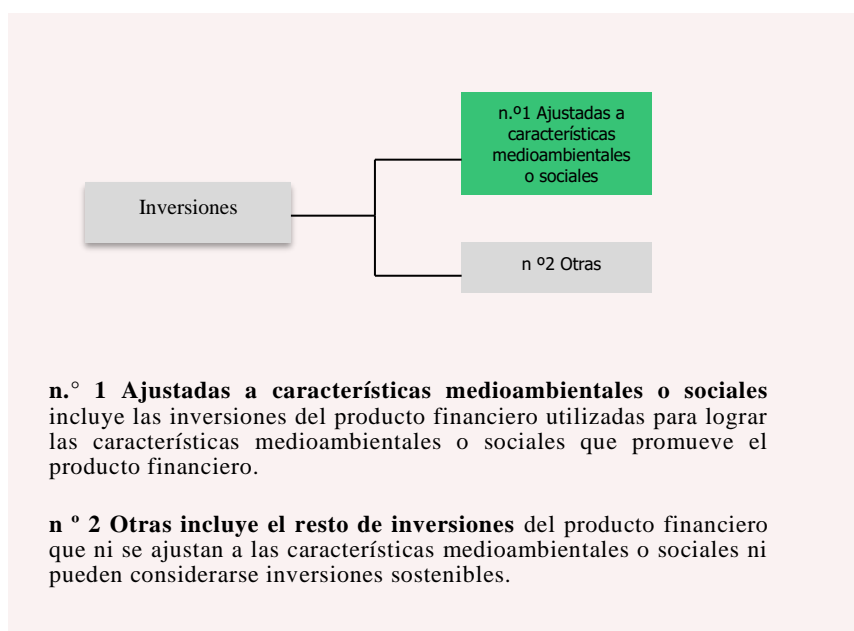 n.º1 Ajustadas a
características
medioambientales
o sociales
Inversiones
n º2 Otras
n.° 1 Ajustadas a características medioambientales o sociales
incluye las inversiones del producto financiero utilizadas para lograr
las características medioambientales o sociales que promueve el
producto financiero.
n º 2 Otras incluye el resto de inversiones del producto financiero
que ni se ajustan a las características medioambientales o sociales ni
pueden considerarse inversiones sostenibles.